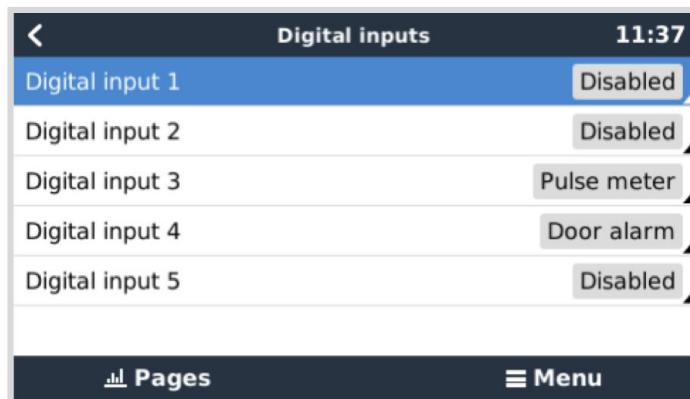 Digital inputs 11:37
Digital input 1 Disabled
Digital input 2 Disabled
Digital input 3 Pulse meter
Digital input 4 Door alarm
Digital input 5 Disabled
Pages Menu